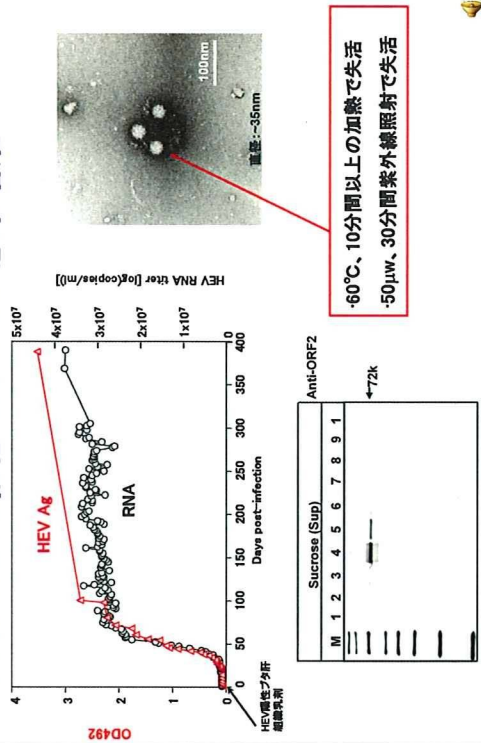 OD492
4
3
2
1
0
HEV Ag
RNA
5x10⁷
4x10⁷
3x10⁷
2x10⁷
1x10⁷
0
HEV RNA titer [log(copies/ml)]
0
50
100
150
200
250
300
350
400
Days post-infection
HEV陽性ブタ肝
組織乳剤
100nm
直径:~35nm
・60℃、10分間以上の加熱で失活
・50μw、30分間紫外線照射で失活
Sucrose (Sup)
M 1 2 3 4 5 6 7 8 9 1
Anti-ORF2
←72k